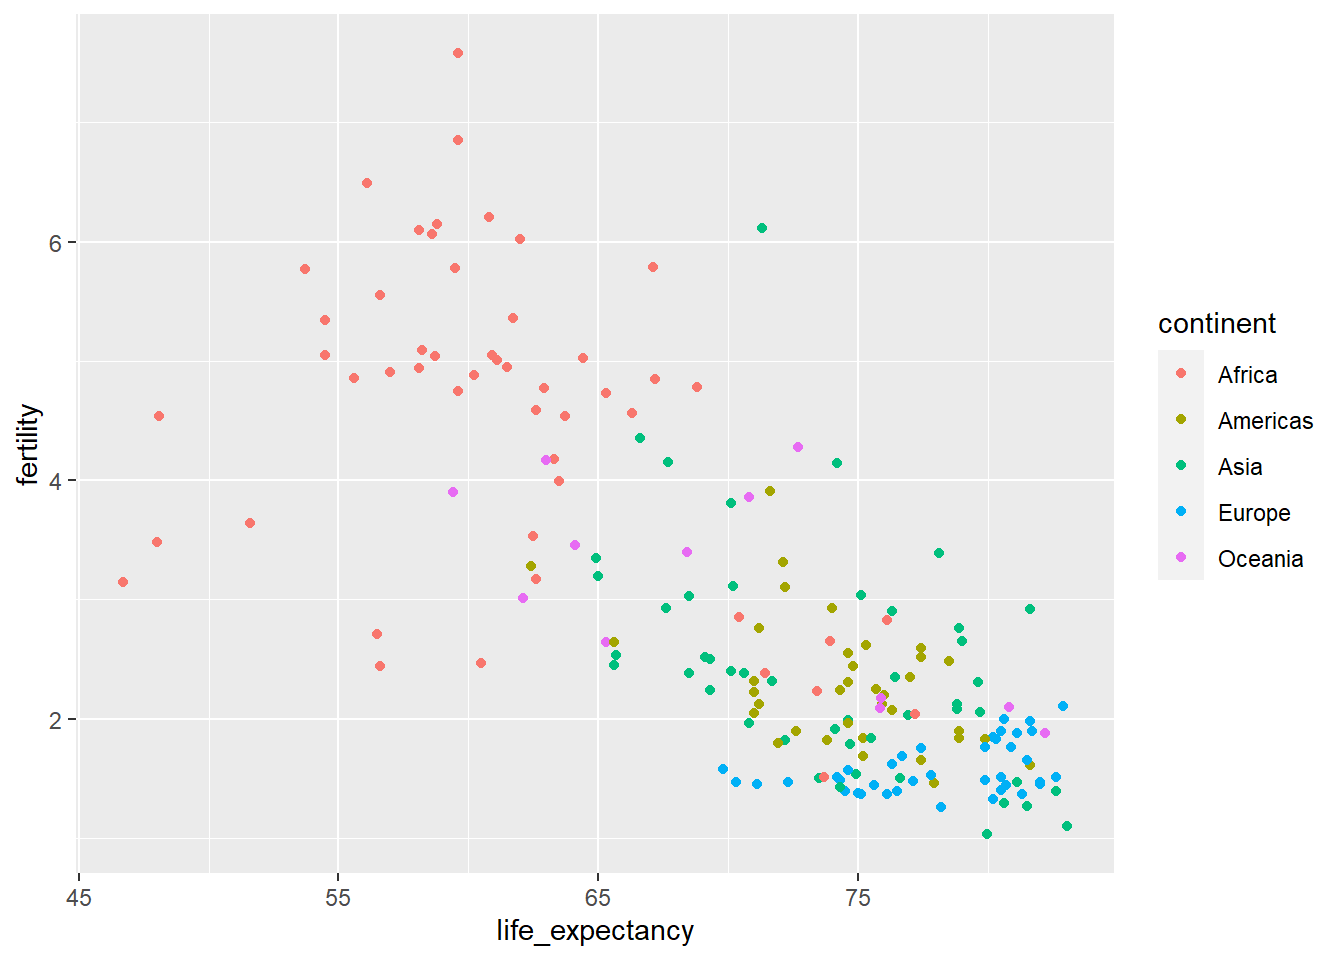 6
4
2
fertility
45 55 65 75
life_expectancy
continent
Africa
Americas
Asia
Europe
Oceania